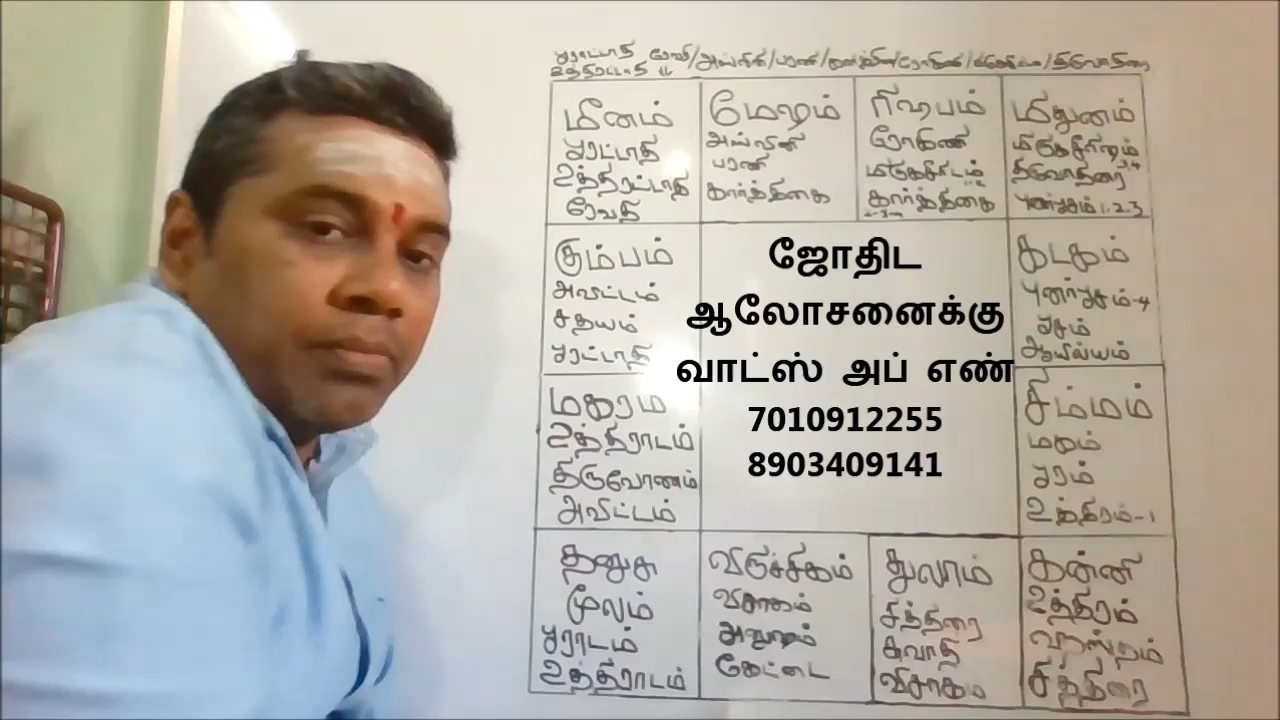 மீனம்
பூரட்டாதி
உத்திரட்டாதி
ரேவதி
மேஷம்
அஸ்வினி
பரணி
கார்த்திகை
ரிஷபம்
ரோகிணி
கார்த்திகை
மிதுனம்
மிருகசீரிஷம்
திருவாதிரை
புனர்பூசம் 1.2.3
கும்பம்
அவிட்டம்
சதயம்
பூரட்டாதி
ஜோதிட
ஆலோசனைக்கு
வாட்ஸ் அப் எண்
7010912255
8903409141
கடகம்
புனர்பூசம்-4
பூசம்
ஆயில்யம்
மகரம்
உத்திராடம்
திருவோணம்
அவிட்டம்
சிம்மம்
மகம்
பூரம்
உத்திரம்-1
தனுசு
மூலம்
பூராடம்
உத்திராடம்
விருச்சிகம்
விசாகம்
அனுஷம்
கேட்டை
துலாம்
சித்திரை
சுவாதி
விசாகம்
கன்னி
உத்திரம்
ஹஸ்தம்
சித்திரை